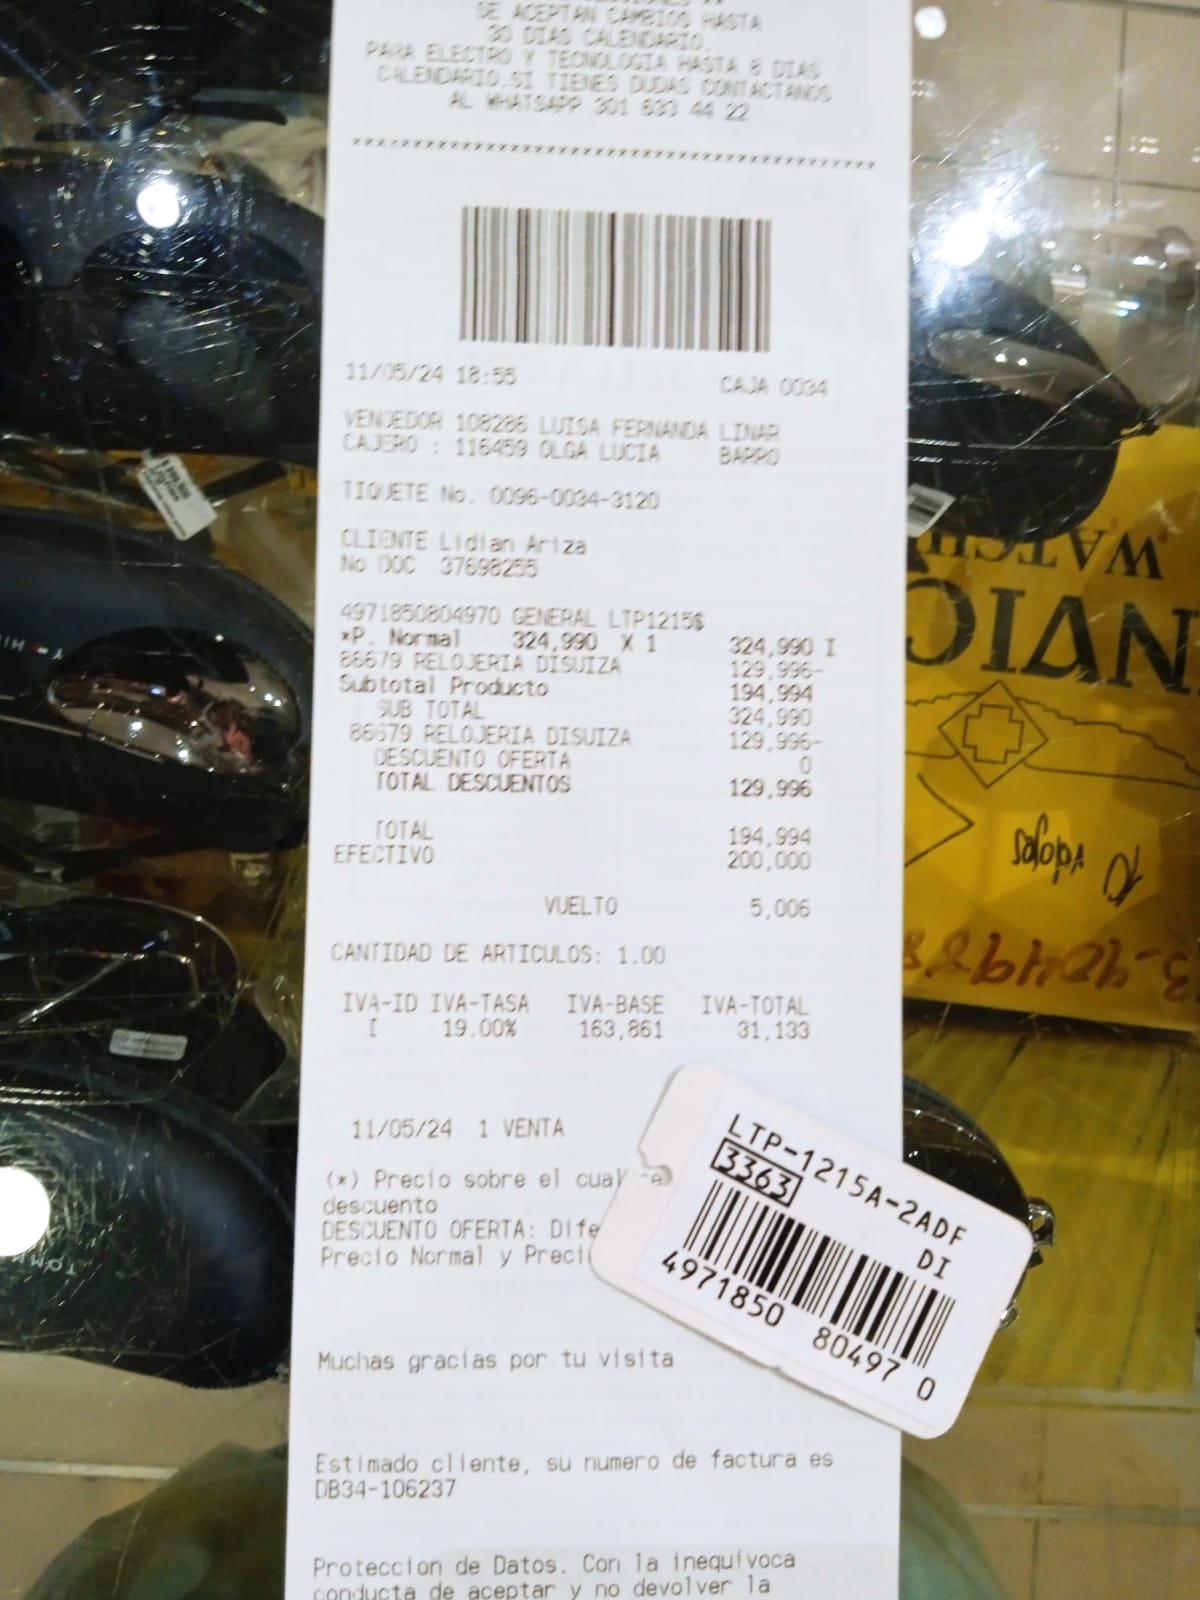 SE ACEPTAN CAMBIOS HASTA
30 DIAS CALENDARIO.
PARA ELECTRO Y TECNOLOGIA HASTA 8 DIAS
CALENDARIO.SI TIENES DUDAS CONTACTANOS
AL WHATSAPP 301 633 44 22
11/05/24 18:55 CAJA 0034
VENDEDOR 108286 LUISA FERNANDA LINAR
CAJERO : 116459 OLGA LUCIA BARRO
TIQUETE No. 0096-0034-3120
CLIENTE Lidian Ariza
No DOC 37698255
4971850804970 GENERAL LTP1215$
*P. Normal 324,990 X 1 324,990 I
86679 RELOJERIA DISUIZA 129,996-
Subtotal Producto 194,994
SUB TOTAL 324,990
86679 RELOJERIA DISUIZA 129,996-
DESCUENTO OFERTA 0
TOTAL DESCUENTOS 129,996
TOTAL 194,994
EFECTIVO 200,000
VUELTO 5,006
CANTIDAD DE ARTICULOS: 1.00
IVA-ID IVA-TASA IVA-BASE IVA-TOTAL
I 19.00% 163,861 31,133
11/05/24 1 VENTA
(*) Precio sobre el cual
descuento
DESCUENTO OFERTA: Dife
Precio Normal y Preci
LTP-1215A-2ADF
3363 DI
4971850 80497 0
Muchas gracias por tu visita
Estimado cliente, su numero de factura es
DB34-106237
Proteccion de Datos. Con la inequivoca
conducta de aceptar y no devolver la
NVIC
WATCH